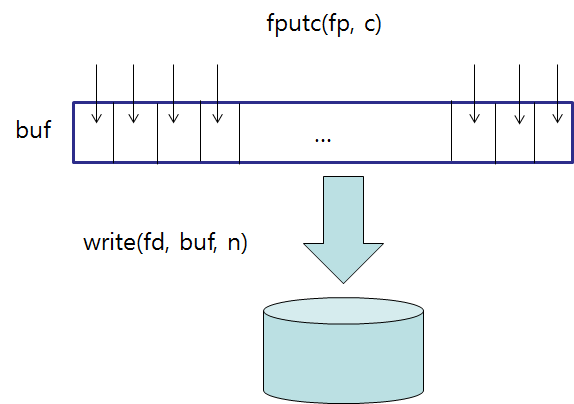 fputc(fp, c)
buf
...
write(fd, buf, n)